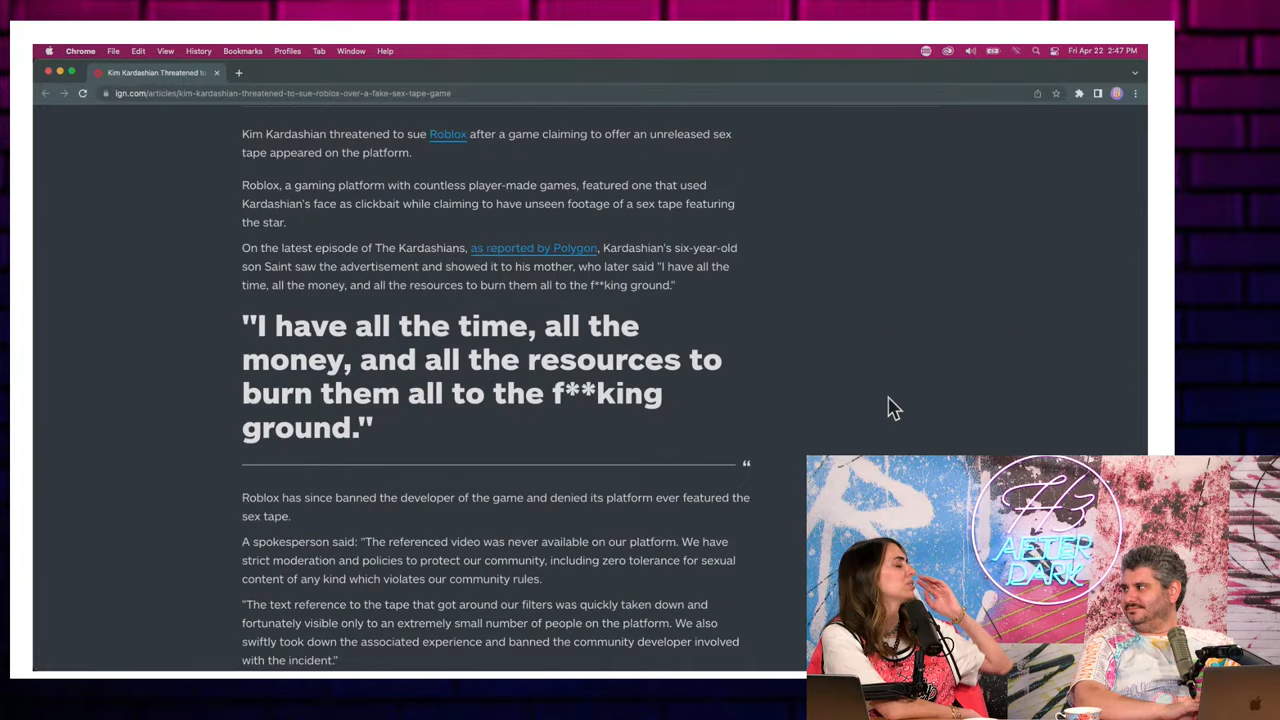 Chrome File Edit View History Bookmarks Profiles Tab Window Help Fri Apr 22 2:47 PM
Kim Kardashian Threatened to
ign.com/articles/kim-kardashian-threatened-to-sue-roblox-over-a-fake-sex-tape-game
Kim Kardashian threatened to sue Roblox after a game claiming to offer an unreleased sex
tape appeared on the platform.
Roblox, a gaming platform with countless player-made games, featured one that used
Kardashian's face as clickbait while claiming to have unseen footage of a sex tape featuring
the star.
On the latest episode of The Kardashians, as reported by Polygon, Kardashian's six-year-old
son Saint saw the advertisement and showed it to his mother, who later said "I have all the
time, all the money, and all the resources to burn them all to the f**king ground."
"I have all the time, all the
money, and all the resources to
burn them all to the f**king
ground."
“
Roblox has since banned the developer of the game and denied its platform ever featured the
sex tape.
A spokesperson said: "The referenced video was never available on our platform. We have
strict moderation and policies to protect our community, including zero tolerance for sexual
content of any kind which violates our community rules.
"The text reference to the tape that got around our filters was quickly taken down and
fortunately visible only to an extremely small number of people on the platform. We also
swiftly took down the associated experience and banned the community developer involved
with the incident."
H3
AFTER
DARK